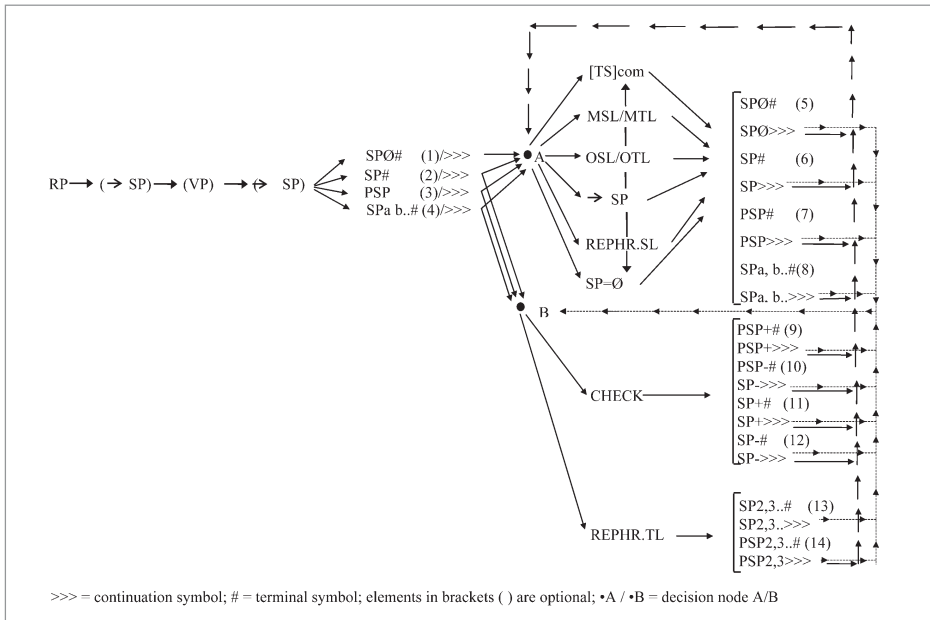 [TS]com
MSL/MTL
OSL/OTL
SP
REPHR.SL
SP=Ø
RP ( SP) (VP) ( SP)
SPØ# (1)/>>>
SP# (2)/>>>
PSP (3)/>>>
SPa b..# (4)/>>>
•A
SPØ# (5)
SPØ>>>
SP# (6)
SP>>>
PSP# (7)
PSP>>>
SPa, b..#(8)
SPa. b..>>>
• B
CHECK
PSP+# (9)
PSP+>>>
PSP-# (10)
SP->>>
SP+# (11)
SP+>>>
SP-# (12)
SP->>>
REPHR.TL
SP2,3..# (13)
SP2,3..>>>
PSP2,3..# (14)
PSP2,3>>>
>>> = continuation symbol; # = terminal symbol; elements in brackets ( ) are optional; •A / •B = decision node A/B